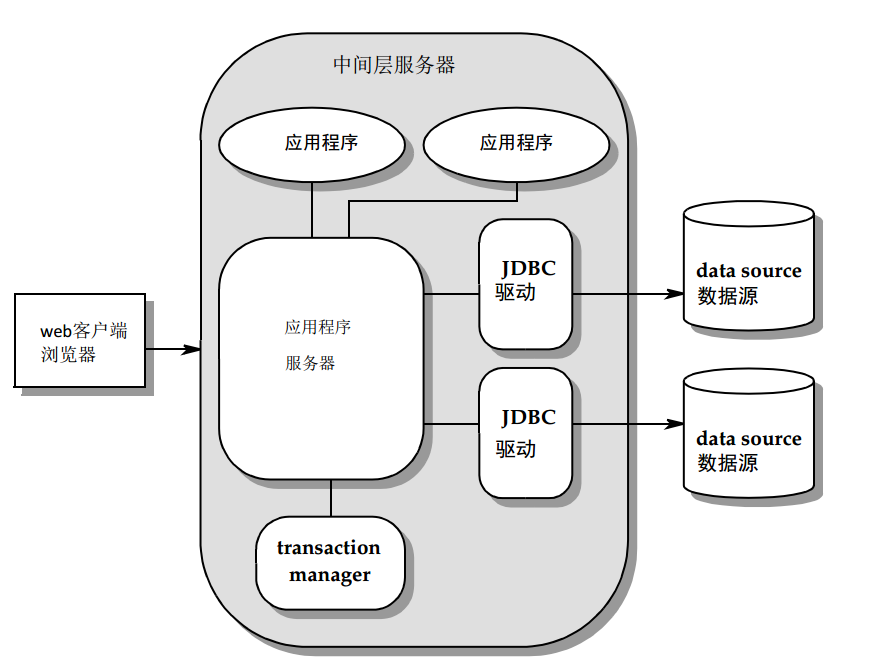 中间层服务器
应用程序
应用程序
JDBC
驱动
data source
数据源
web客户端
浏览器
应用程序
服务器
JDBC
驱动
data source
数据源
transaction
manager